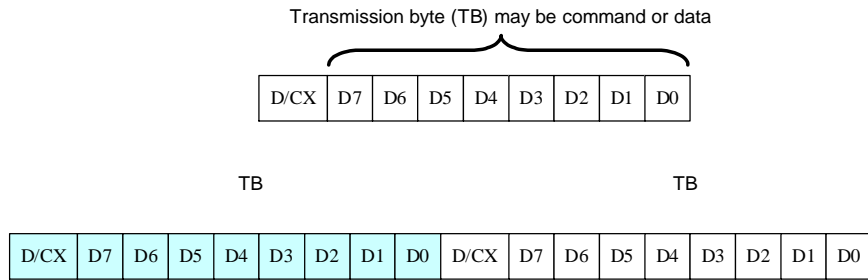 Transmission byte (TB) may be command or data
D/CX D7 D6 D5 D4 D3 D2 D1 D0
TB TB
D/CX D7 D6 D5 D4 D3 D2 D1 D0 D/CX D7 D6 D5 D4 D3 D2 D1 D0